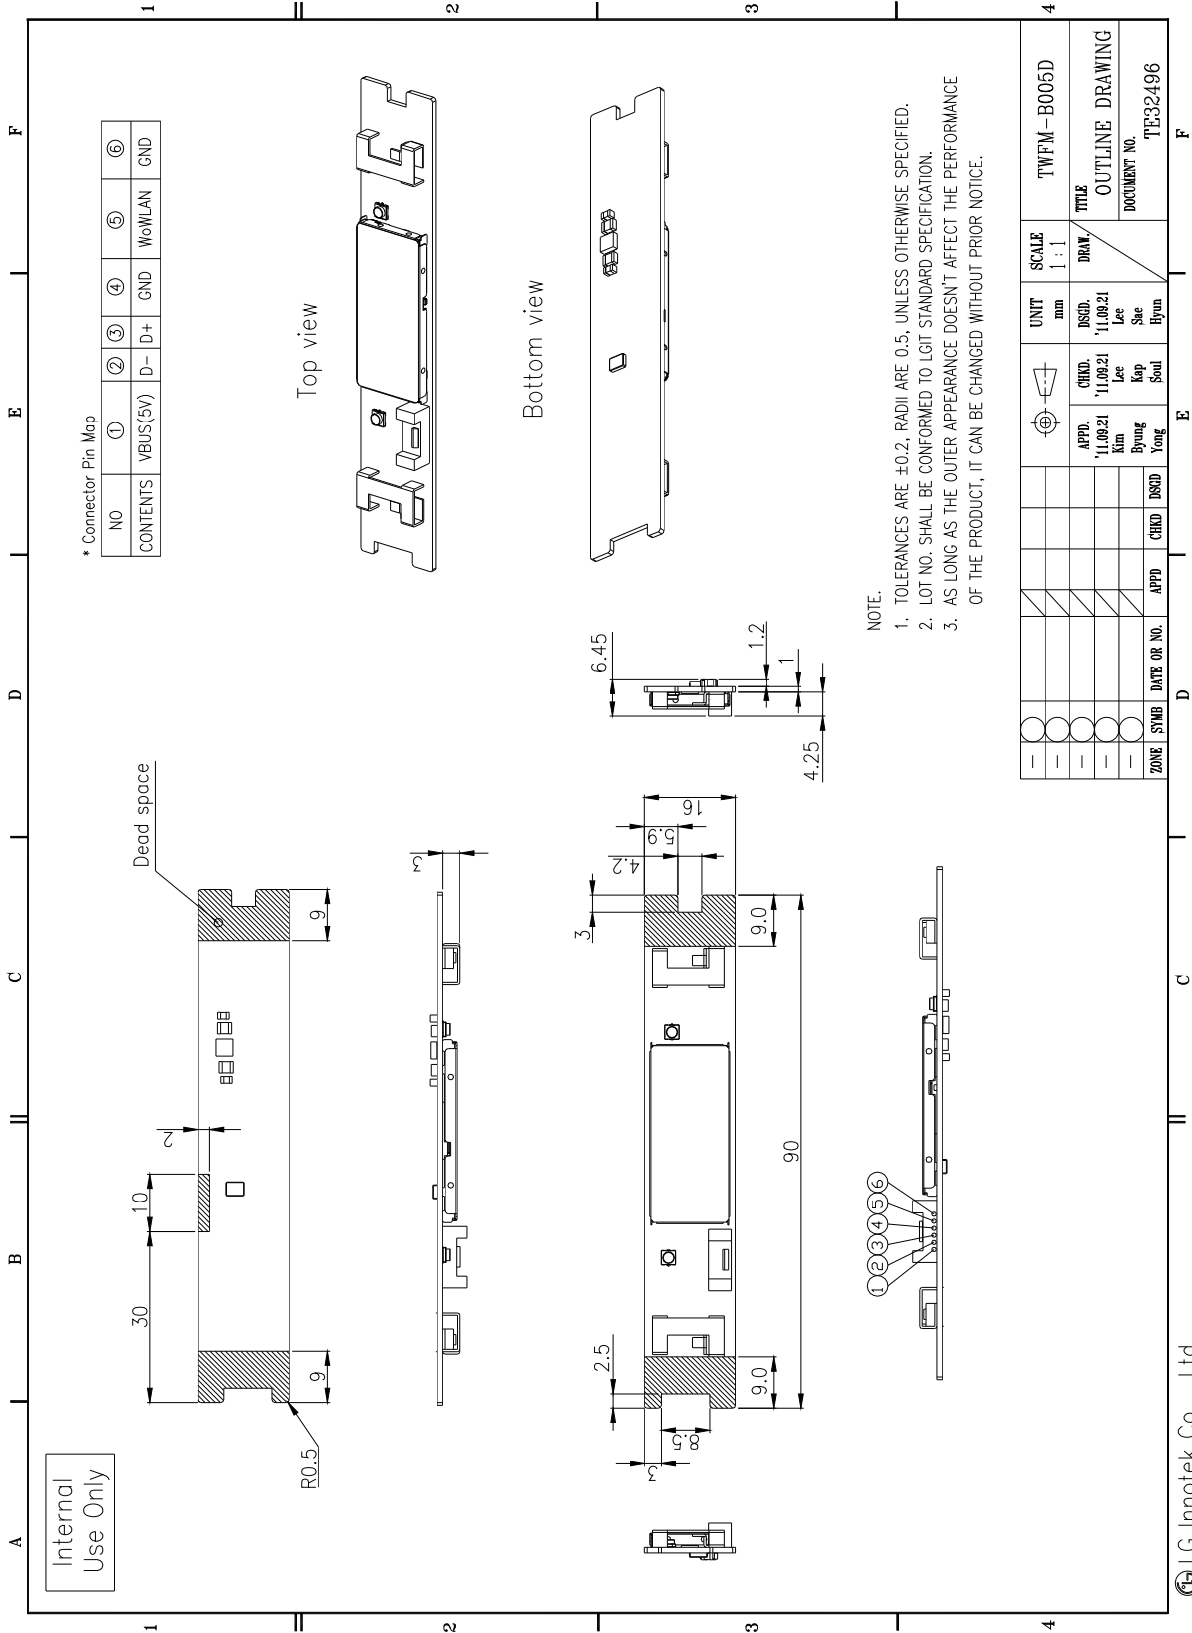 A B C D E F
1 2 3 4
Internal
Use Only
* Connector Pin Map
NO ① ② ③ ④ ⑤ ⑥
CONTENTS VBUS(5V) D- D+ GND WoWLAN GND
Dead space
30
10
2
9
9
R0.5
3
Top view
Bottom view
3
8.5
2.5
9.0
90
9.0
3
4.2
5.9
16
6.45
1.2
1
4.25
① ② ③ ④ ⑤ ⑥
NOTE.
1. TOLERANCES ARE ±0.2, RADII ARE 0.5, UNLESS OTHERWISE SPECIFIED.
2. LOT NO. SHALL BE CONFORMED TO LGIT STANDARD SPECIFICATION.
3. AS LONG AS THE OUTER APPEARANCE DOESN'T AFFECT THE PERFORMANCE
OF THE PRODUCT, IT CAN BE CHANGED WITHOUT PRIOR NOTICE.
–
–
–
–
–
ZONE SYMB DATE OR NO. APPD CHKD DSGD
UNIT
mm
SCALE
1 : 1
TWFM-B005D
APPD.
'11.09.21
Kim
Byung
Yong
CHKD.
'11.09.21
Lee
Kap
Soul
DSGD.
'11.09.21
Lee
Sae
Hyun
DRAW.
TITLE
OUTLINE DRAWING
DOCUMENT NO.
TE32496
1 2 3 4
A B C D E F
LG Innotek Co., Ltd.